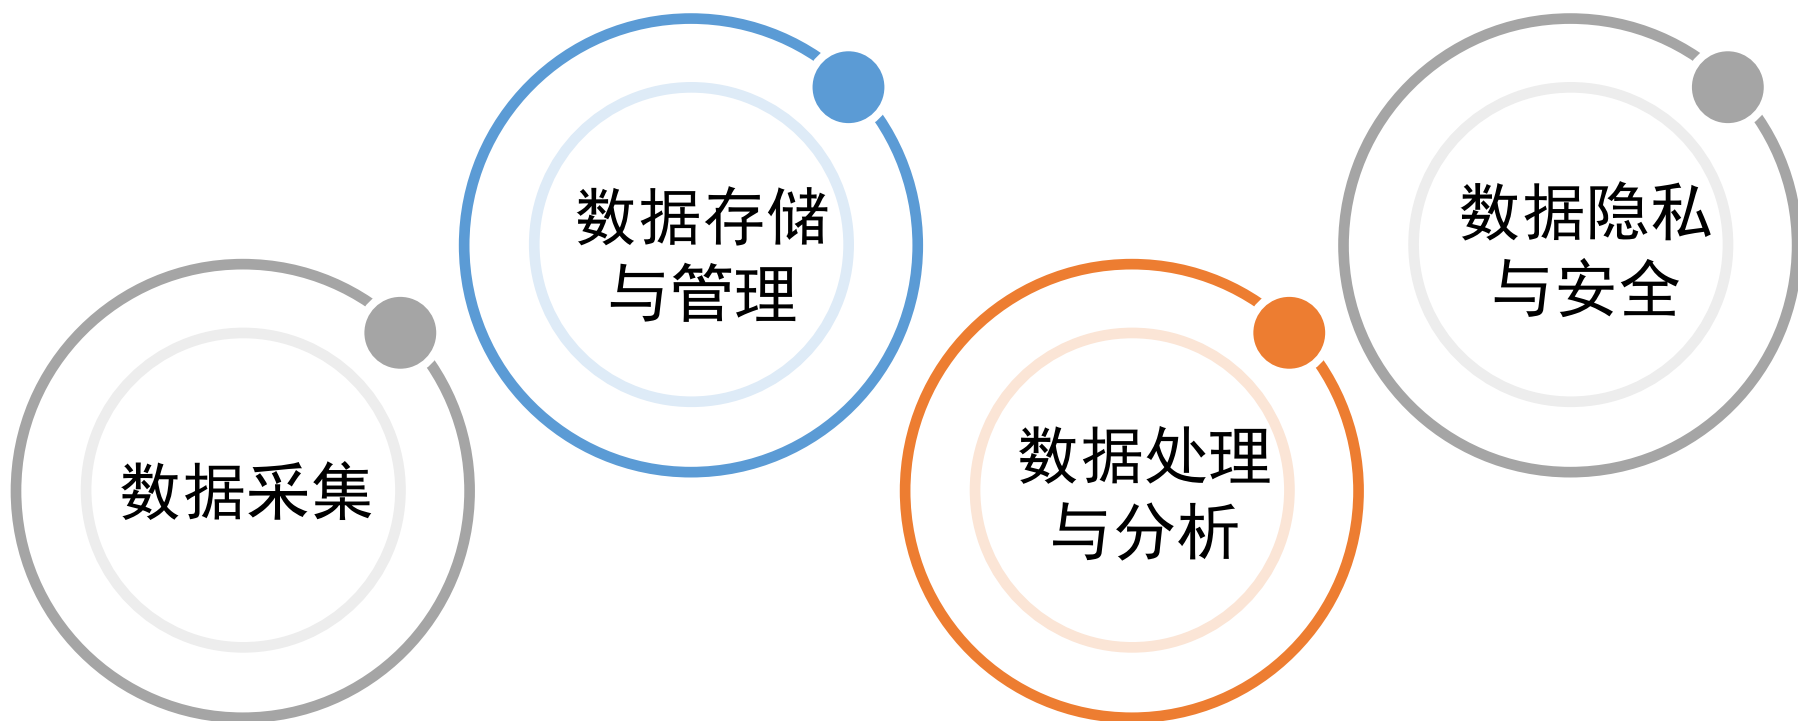 数据采集
数据存储
与管理
数据处理
与分析
数据隐私
与安全